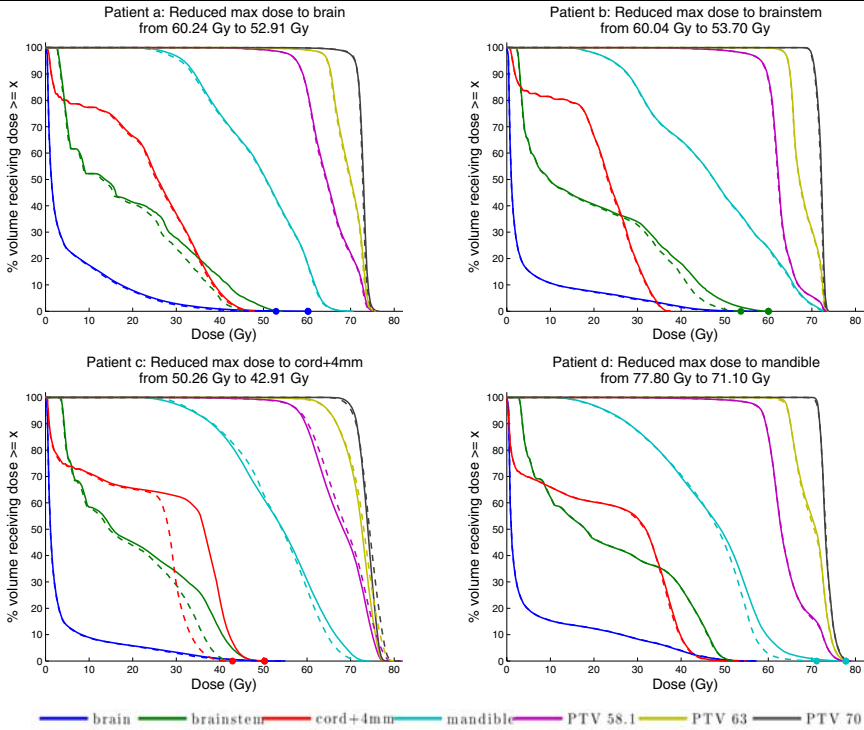 Patient a: Reduced max dose to brain
from 60.24 Gy to 52.91 Gy
100
90
80
70
60
50
40
30
20
10
0
% volume receiving dose >= x
0 10 20 30 40 50 60 70 80
Dose (Gy)
Patient b: Reduced max dose to brainstem
from 60.04 Gy to 53.70 Gy
100
90
80
70
60
50
40
30
20
10
0
% volume receiving dose >= x
0 10 20 30 40 50 60 70 80
Dose (Gy)
Patient c: Reduced max dose to cord+4mm
from 50.26 Gy to 42.91 Gy
100
90
80
70
60
50
40
30
20
10
0
% volume receiving dose >= x
0 10 20 30 40 50 60 70 80
Dose (Gy)
Patient d: Reduced max dose to mandible
from 77.80 Gy to 71.10 Gy
100
90
80
70
60
50
40
30
20
10
0
% volume receiving dose >= x
0 10 20 30 40 50 60 70 80
Dose (Gy)
brain brainstem cord+4mm mandible PTV 58.1 PTV 63 PTV 70